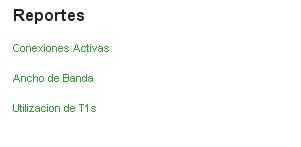 Reportes
Conexiones Activas
Ancho de Banda
Utilizacion de T1s